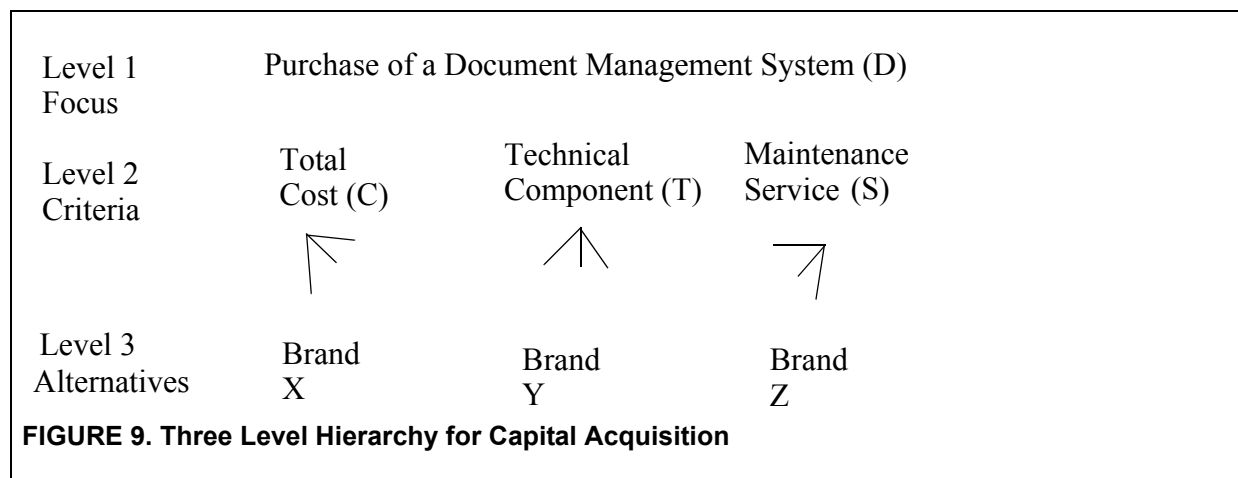 Level 1
Focus
Purchase of a Document Management System (D)
Level 2
Criteria
Total
Cost (C)
Technical
Component (T)
Maintenance
Service (S)
Level 3
Alternatives
Brand
X
Brand
Y
Brand
Z
FIGURE 9. Three Level Hierarchy for Capital Acquisition